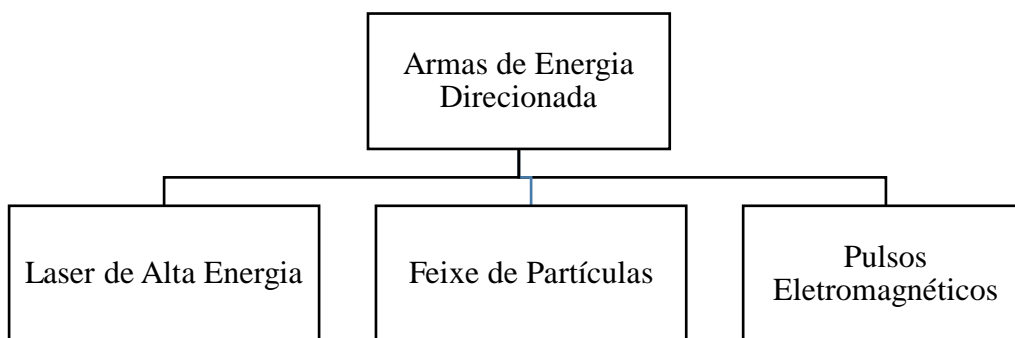 Armas de Energia
Direcionada
Laser de Alta Energia
Feixe de Partículas
Pulsos
Eletromagnéticos